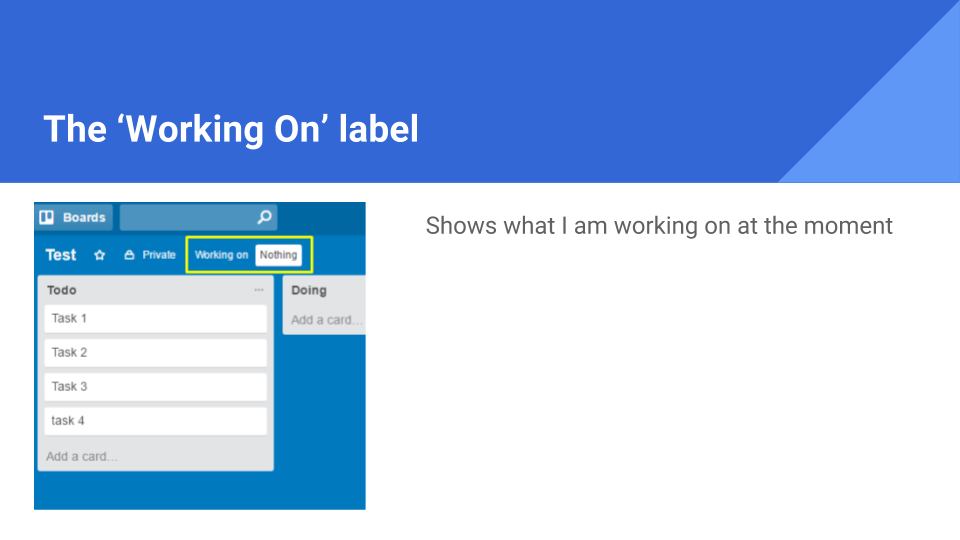 The ‘Working On’ label
Boards
Test Private Working on Nothing
Todo ...
Task 1
Task 2
Task 3
task 4
Add a card...
Doing
Add a card...
Shows what I am working on at the moment